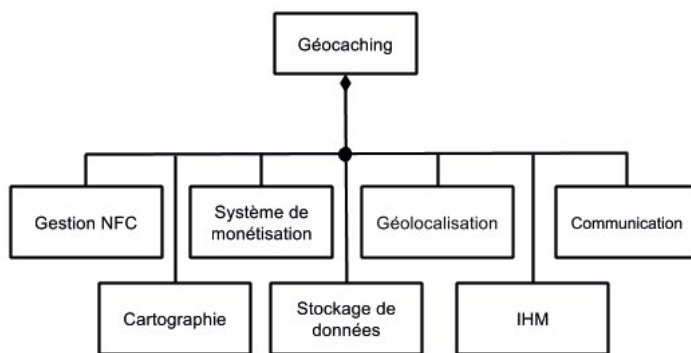 Géocaching
Gestion NFC
Système de
monétisation
Géolocalisation
Communication
Cartographie
Stockage de
données
IHM